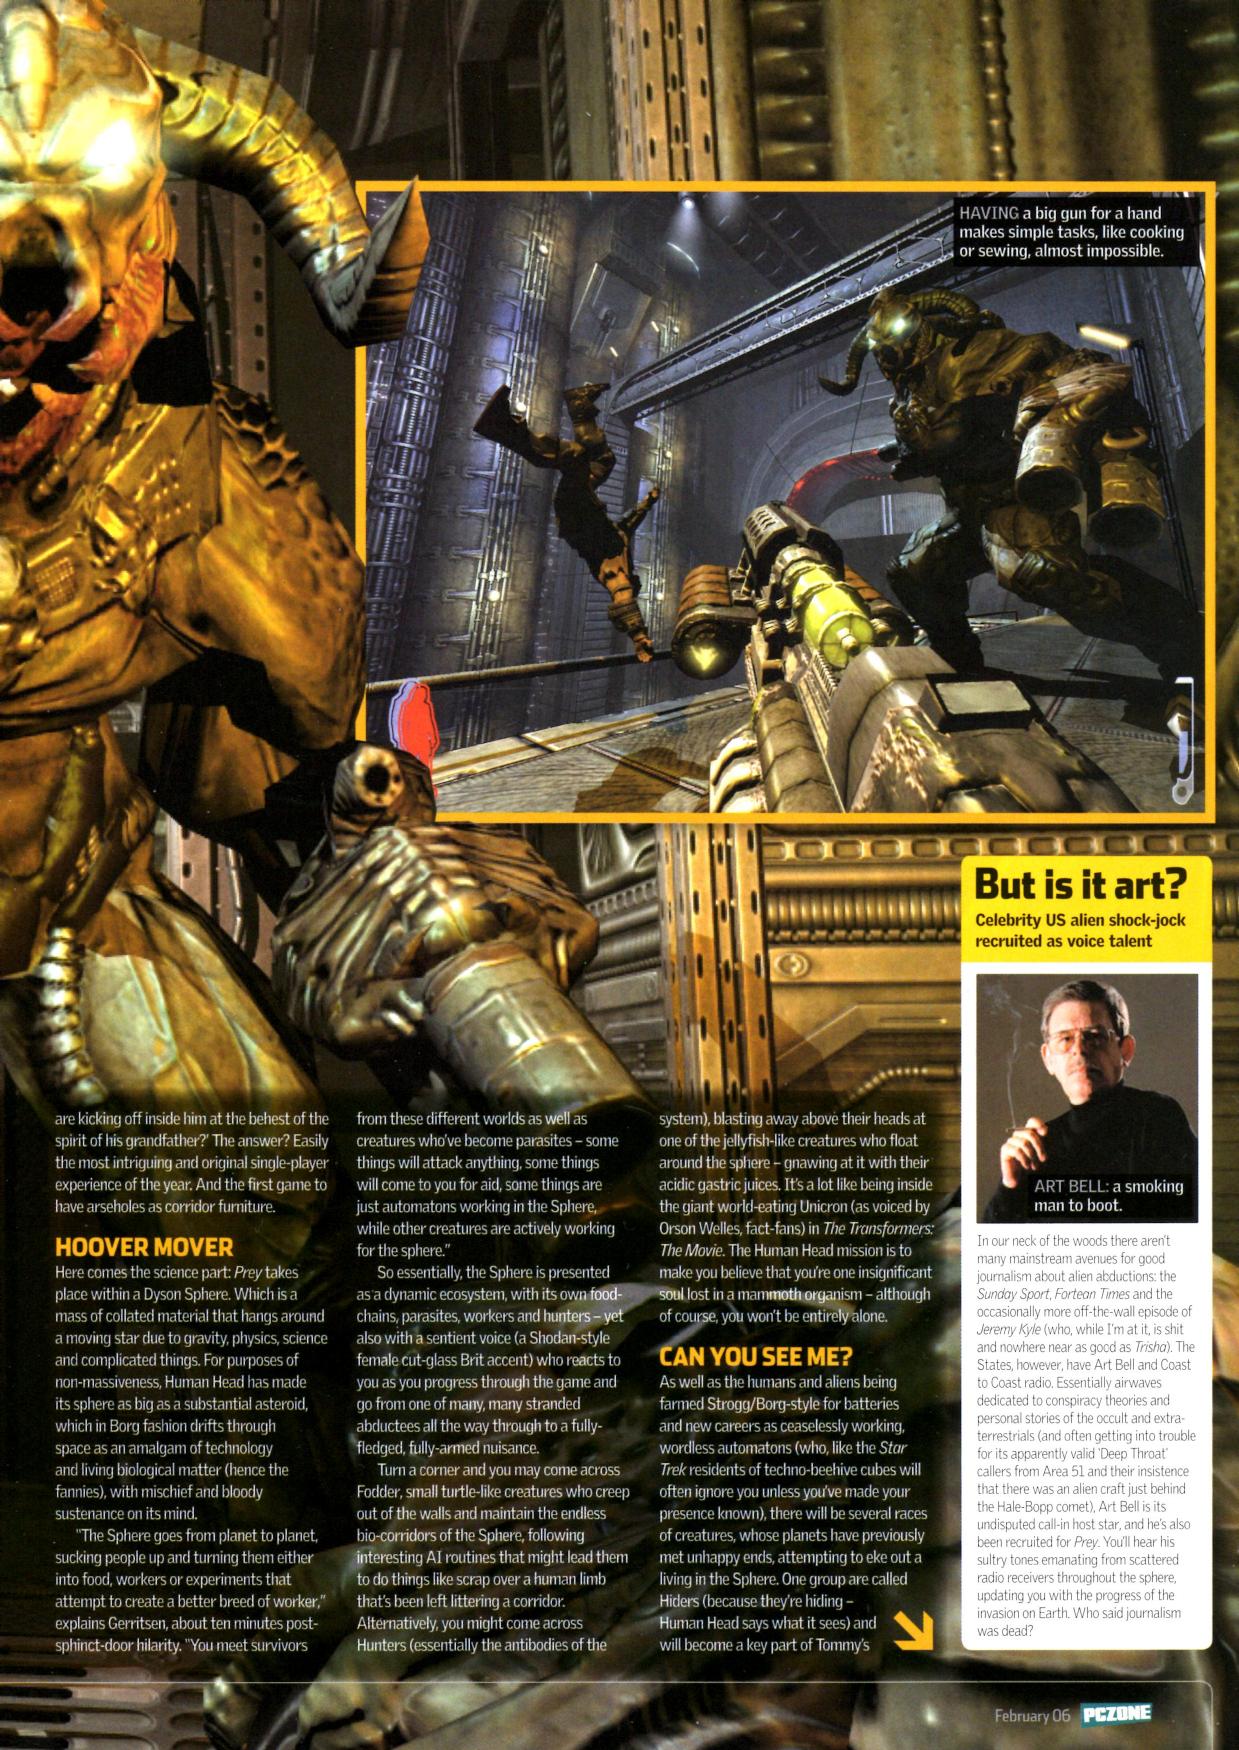 HAVING a big gun for a hand
makes simple tasks, like cooking
or sewing, almost impossible.
are kicking off inside him at the behest of the
spirit of his grandfather?' The answer? Easily
the most intriguing and original single-player
experience of the year. And the first game to
have arseholes as corridor furniture.
HOOVER MOVER
Here comes the science part: Prey takes
place within a Dyson Sphere. Which is a
mass of collated material that hangs around
a moving star due to gravity, physics, science
and complicated things. For purposes of
non-massiveness, Human Head has made
its sphere as big as a substantial asteroid,
which in Borg fashion drifts through
space as an amalgam of technology
and living biological matter (hence the
fannies), with mischief and bloody
sustenance on its mind.
"The Sphere goes from planet to planet,
sucking people up and turning them either
into food, workers or experiments that
attempt to create a better breed of worker,"
explains Gerritsen, about ten minutes post-
sphinct-door hilarity. "You meet survivors
from these different worlds as well as
creatures who've become parasites – some
things will attack anything, some things
will come to you for aid, some things are
just automatons working in the Sphere,
while other creatures are actively working
for the sphere."
So essentially, the Sphere is presented
as a dynamic ecosystem, with its own food-
chains, parasites, workers and hunters – yet
also with a sentient voice (a Shodan-style
female cut-glass Brit accent) who reacts to
you as you progress through the game and
go from one of many, many stranded
abductees all the way through to a fully-
fledged, fully-armed nuisance.
Turn a corner and you may come across
Fodder, small turtle-like creatures who creep
out of the walls and maintain the endless
bio-corridors of the Sphere, following
interesting AI routines that might lead them
to do things like scrap over a human limb
that's been left littering a corridor.
Alternatively, you might come across
Hunters (essentially the antibodies of the
system), blasting away above their heads at
one of the jellyfish-like creatures who float
around the sphere – gnawing at it with their
acidic gastric juices. It's a lot like being inside
the giant world-eating Unicron (as voiced by
Orson Welles, fact-fans) in The Transformers:
The Movie. The Human Head mission is to
make you believe that you're one insignificant
soul lost in a mammoth organism – although
of course, you won't be entirely alone.
CAN YOU SEE ME?
As well as the humans and aliens being
farmed Strogg/Borg-style for batteries
and new careers as ceaselessly working,
wordless automatons (who, like the Star
Trek residents of techno-beehive cubes will
often ignore you unless you've made your
presence known), there will be several races
of creatures, whose planets have previously
met unhappy ends, attempting to eke out a
living in the Sphere. One group are called
Hiders (because they're hiding –
Human Head says what it sees) and
will become a key part of Tommy's
But is it art?
Celebrity US alien shock-jock
recruited as voice talent
ART BELL: a smoking
man to boot.
In our neck of the woods there aren't
many mainstream avenues for good
journalism about alien abductions: the
Sunday Sport, Fortean Times and the
occasionally more off-the-wall episode of
Jeremy Kyle (who, while I'm at it, is shit
and nowhere near as good as Trisha). The
States, however, have Art Bell and Coast
to Coast radio. Essentially airwaves
dedicated to conspiracy theories and
personal stories of the occult and extra-
terrestrials (and often getting into trouble
for its apparently valid 'Deep Throat'
callers from Area 51 and their insistence
that there was an alien craft just behind
the Hale-Bopp comet), Art Bell is its
undisputed call-in host star, and he's also
been recruited for Prey. You'll hear his
sultry tones emanating from scattered
radio receivers throughout the sphere,
updating you with the progress of the
invasion on Earth. Who said journalism
was dead?
February 06 PCZONE